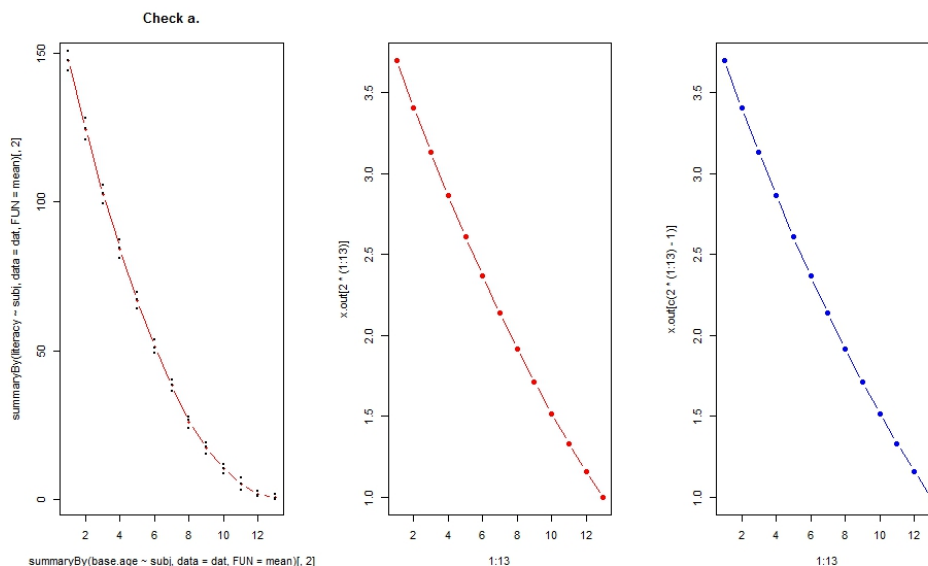 Check a.
summaryBy(literacy ~ subj, data = dat, FUN = mean)[, 2]
150
100
50
0
2 4 6 8 10 12
summaryBy(base.age ~ subj, data = dat, FUN = mean)[, 2]
x.out[2 * (1:13)]
3.5
3.0
2.5
2.0
1.5
1.0
2 4 6 8 10 12
1:13
x.out[c(2 * (1:13) - 1)]
3.5
3.0
2.5
2.0
1.5
1.0
2 4 6 8 10 12
1:13